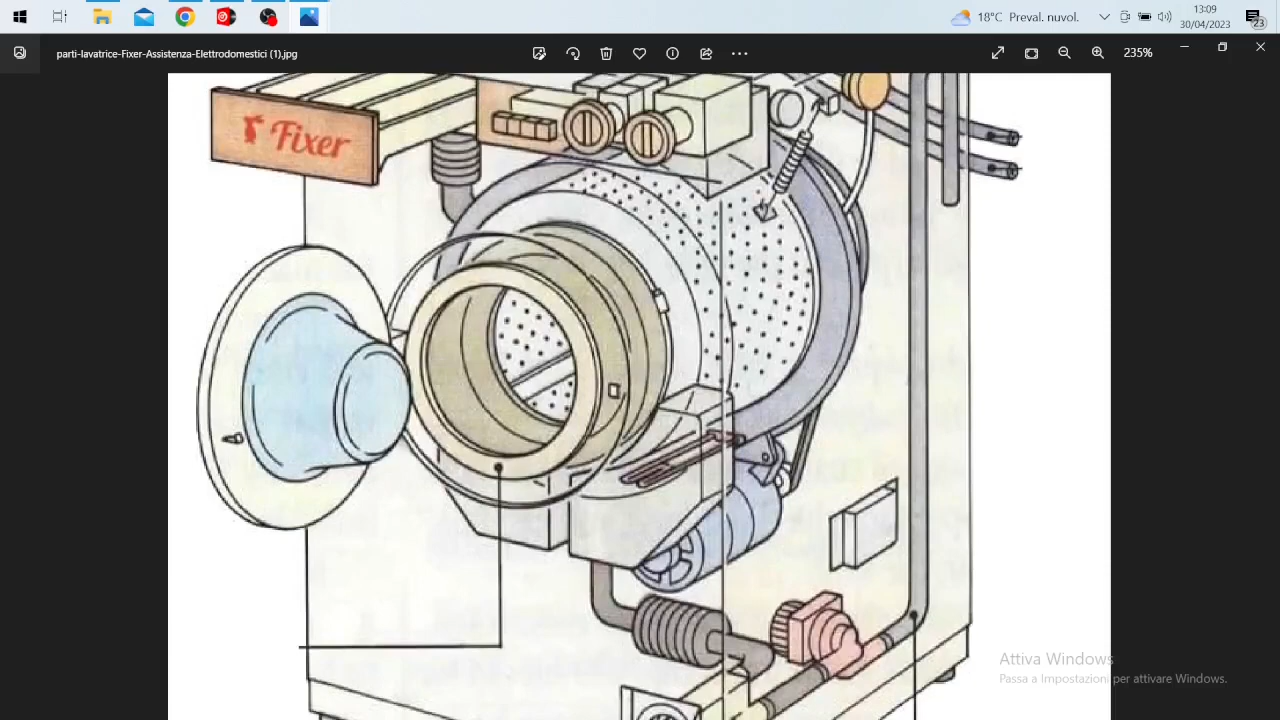 18°C Preval. nuvol.
13:09
30/04/2023
23
parti-lavatrice-Fixer-Assistenza-Elettrodomestici (1).jpg
235%
Fixer
Attiva Windows
Passa a Impostazioni per attivare Windows.